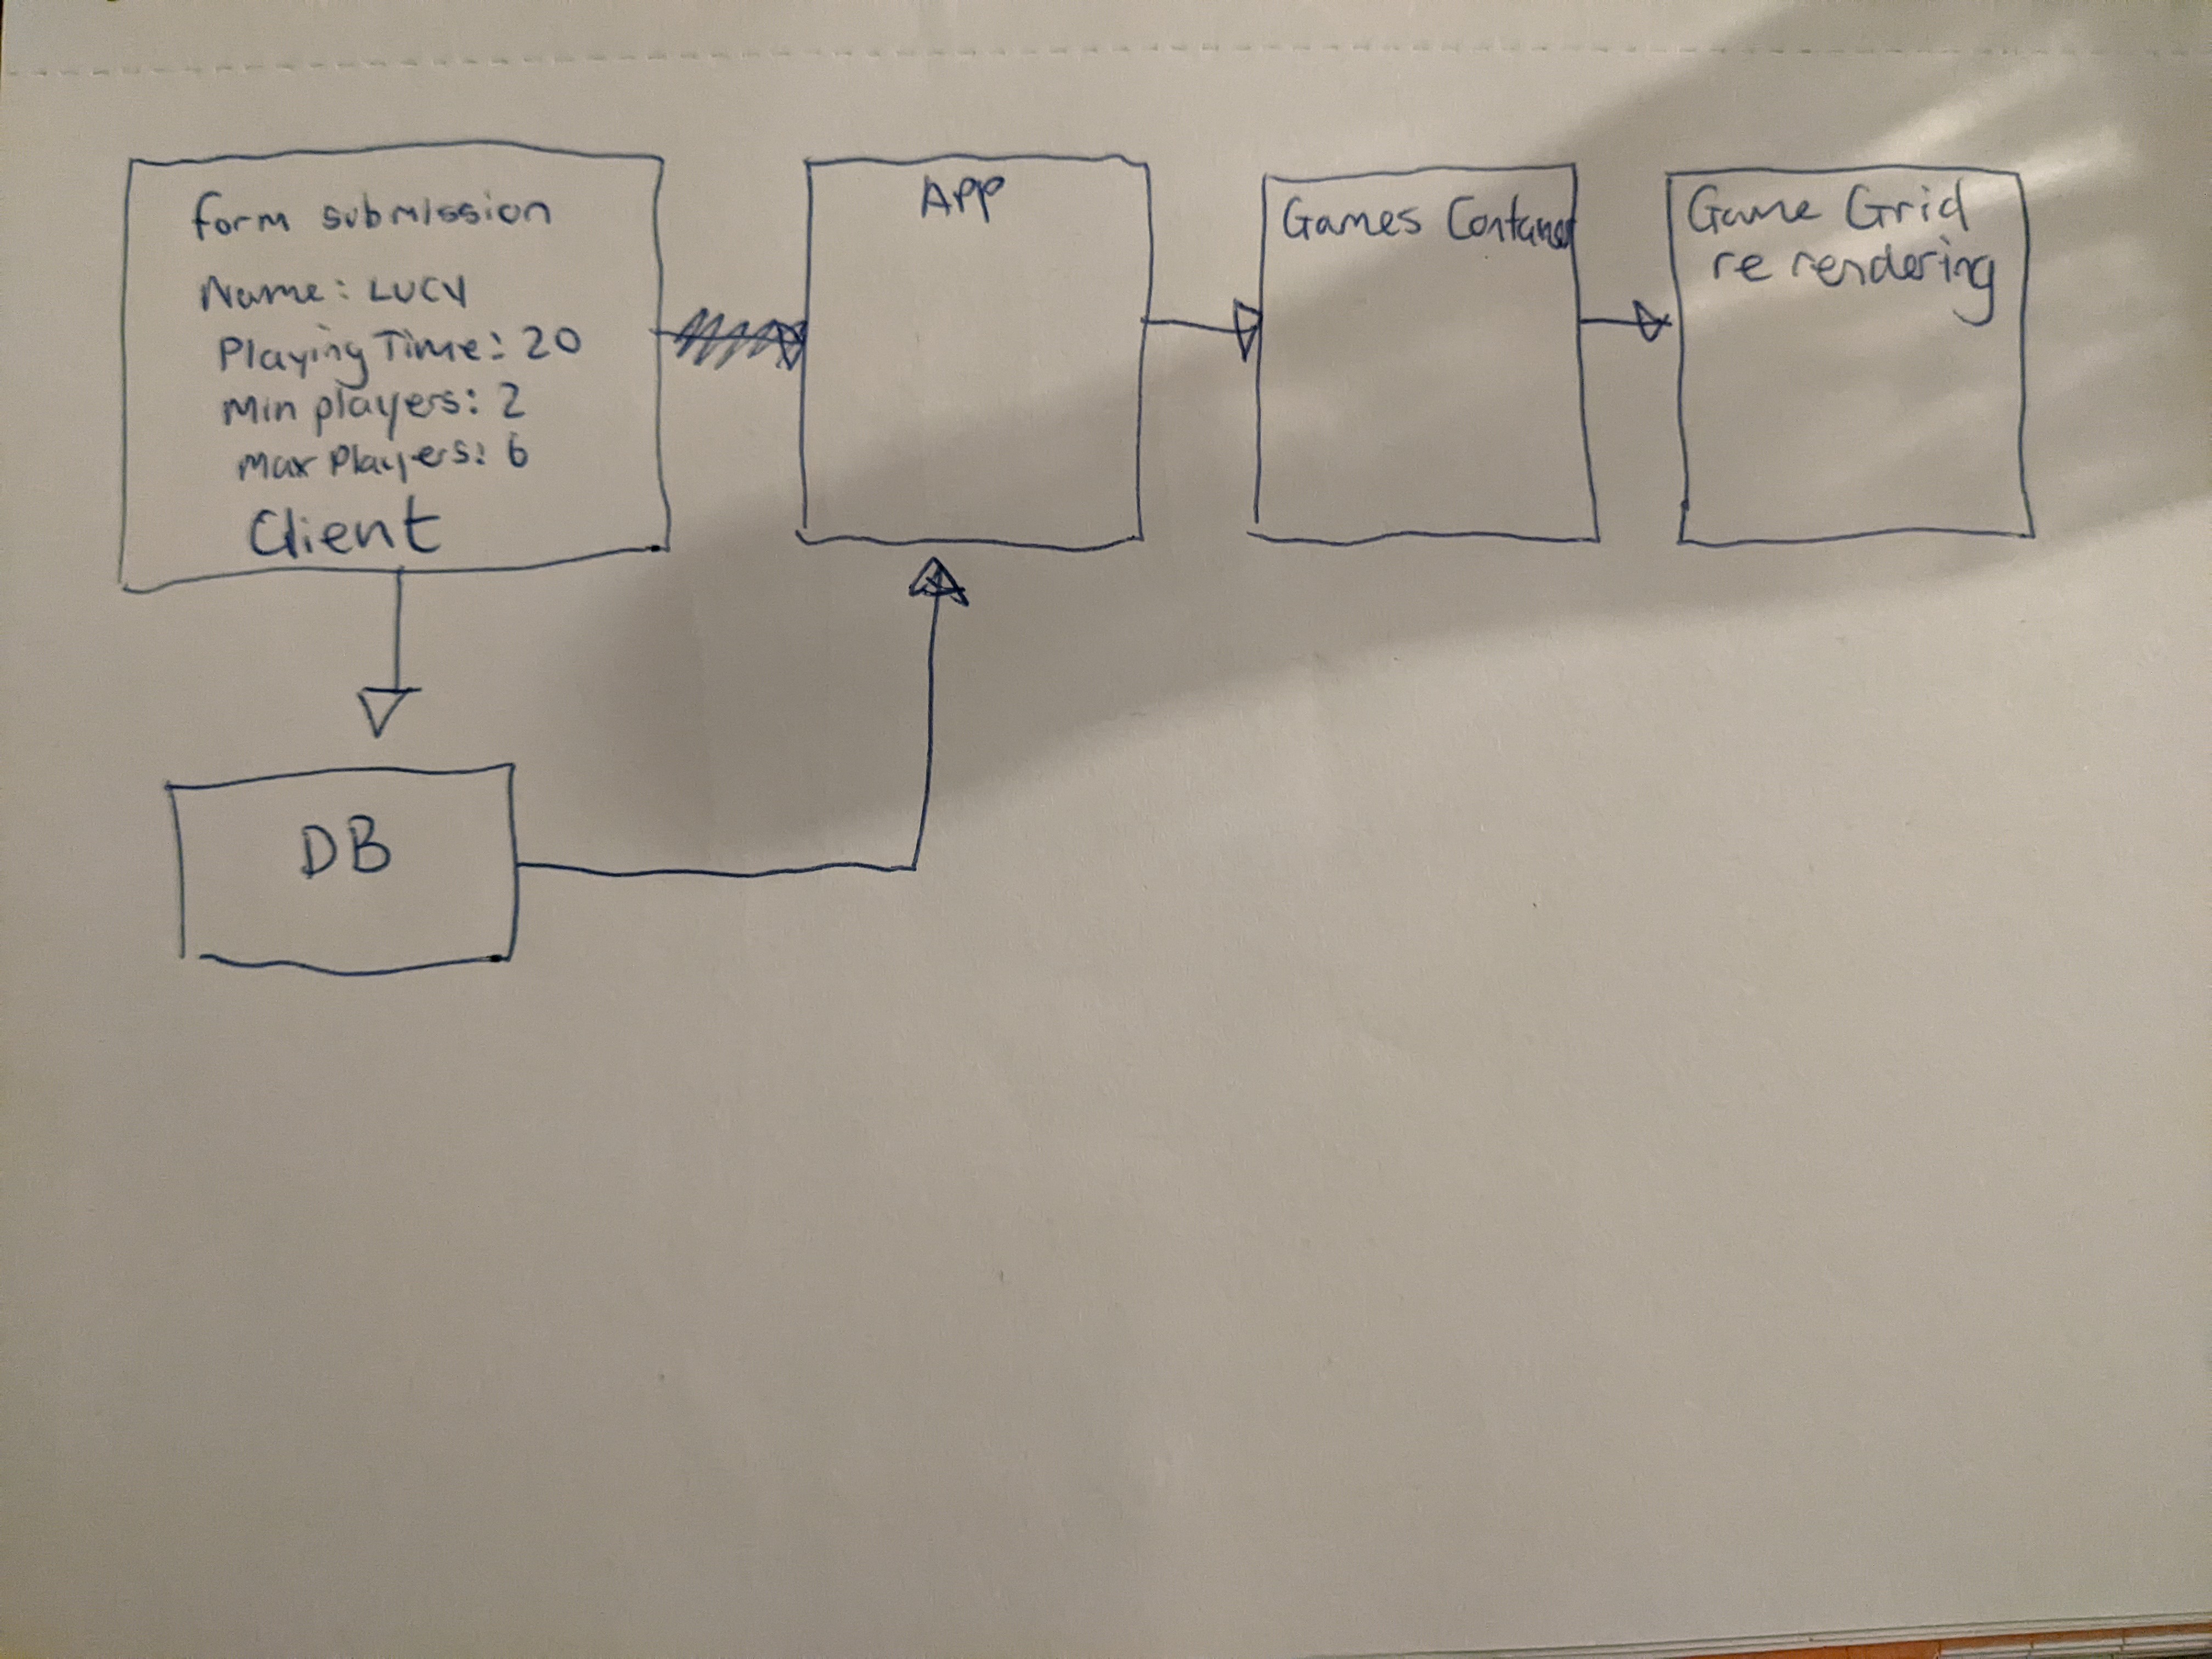 form submission
Name: LUCY
Playing Time: 20
Min players: 2
Max Players: 6
Client
App
Games Container
Game Grid
re rendering
DB